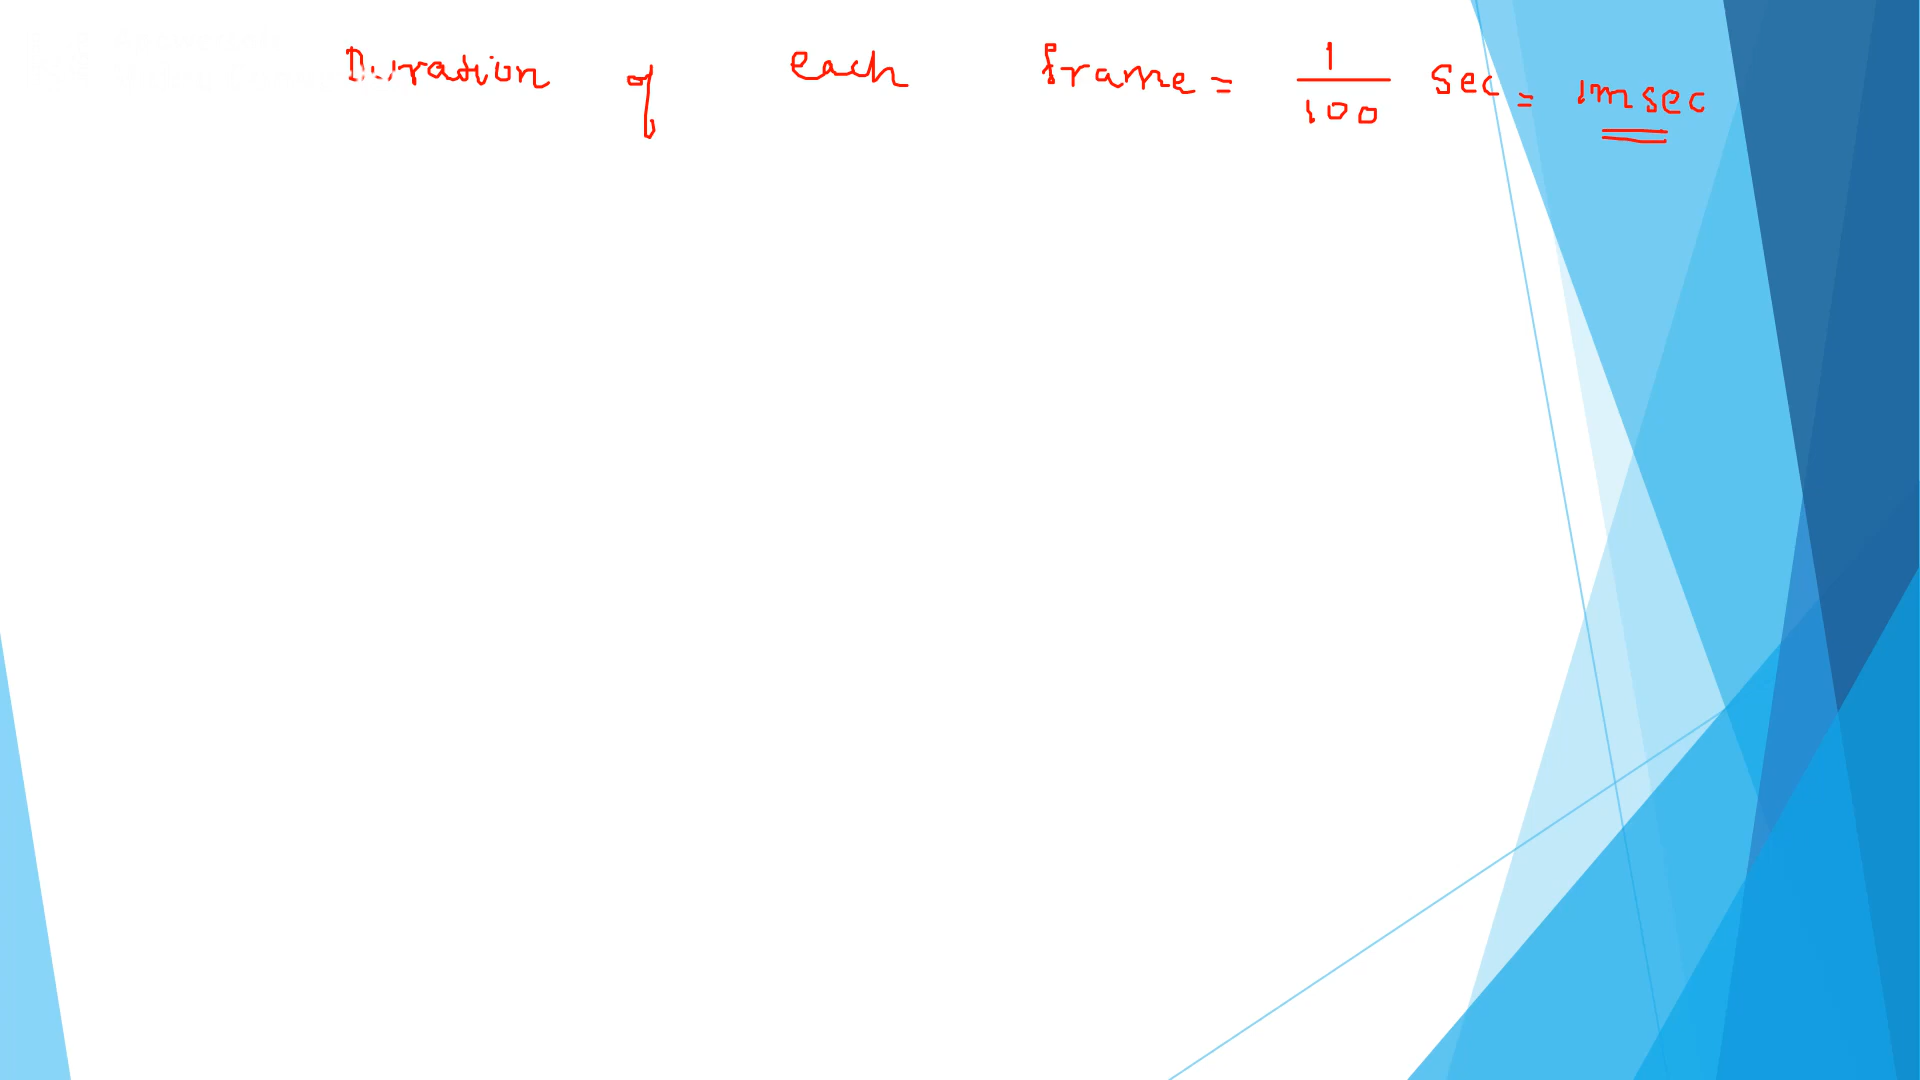 Duration of each frame = 1/100 sec = 1msec